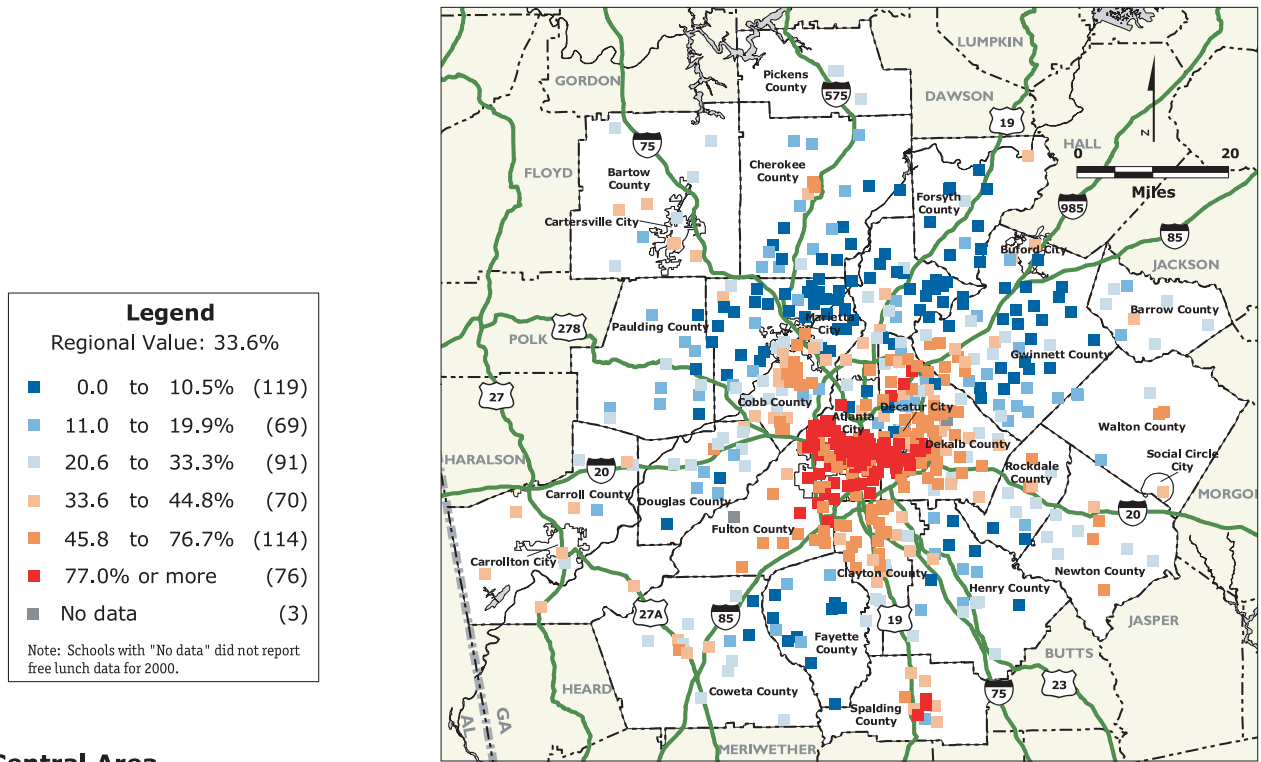 Legend
Regional Value: 33.6%
0.0 to 10.5% (119)
11.0 to 19.9% (69)
20.6 to 33.3% (91)
33.6 to 44.8% (70)
45.8 to 76.7% (114)
77.0% or more (76)
No data (3)
Note: Schools with "No data" did not report
free lunch data for 2000.
LUMPKIN
GORDON
Pickens
County
575
DAWSON
19
75
HALL
N
0 20
Miles
FLOYD
Bartow
County
Cherokee
County
Forsyth
County
985
Cartersville City
85
Buford City
JACKSON
278
Paulding County
Marietta
City
Barrow County
POLK
Gwinnett County
27
Cobb County
Decatur City
Atlanta
City
Walton County
Dekalb County
HARALSON
20
Rockdale
County
Social Circle
City
Carroll County
Douglas County
MORGO
20
Fulton County
Carrollton City
Clayton County
Newton County
Henry County
27A
85
19
JASPER
Fayette
County
BUTTS
HEARD
Coweta County
75
23
GA
AL
Spalding
County
MERIWETHER
Central Area